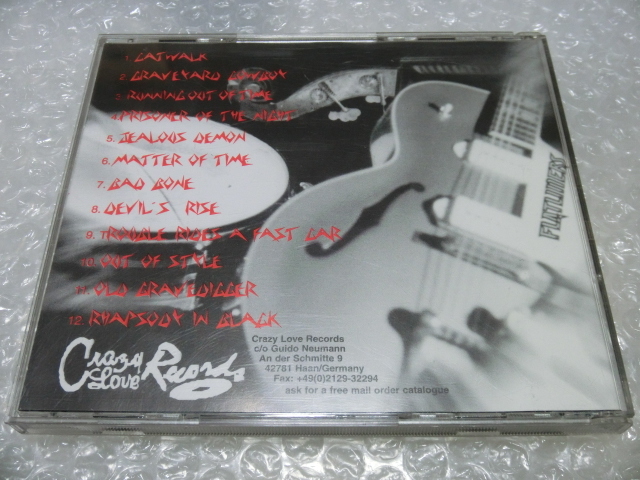 1. CATWALK
2. GRAVEYARD COWBOY
3. RUNNING OUT OF TIME
4. PRISONER OF THE NIGHT
5. JEALOUS DEMON
6. MATTER OF TIME
7. BAD BONE
8. DEVIL'S RISE
9. TROUBLE RIDES A FAST CAR
10. OUT OF STYLE
11. OLD GRAVEDIGGER
12. RHAPSODY IN BLACK
Crazy Love Records
Crazy Love Records
c/o Guido Neumann
An der Schmitte 9
42781 Haan/Germany
Fax: +49(0)2129-32294
ask for a free mail order catalogue